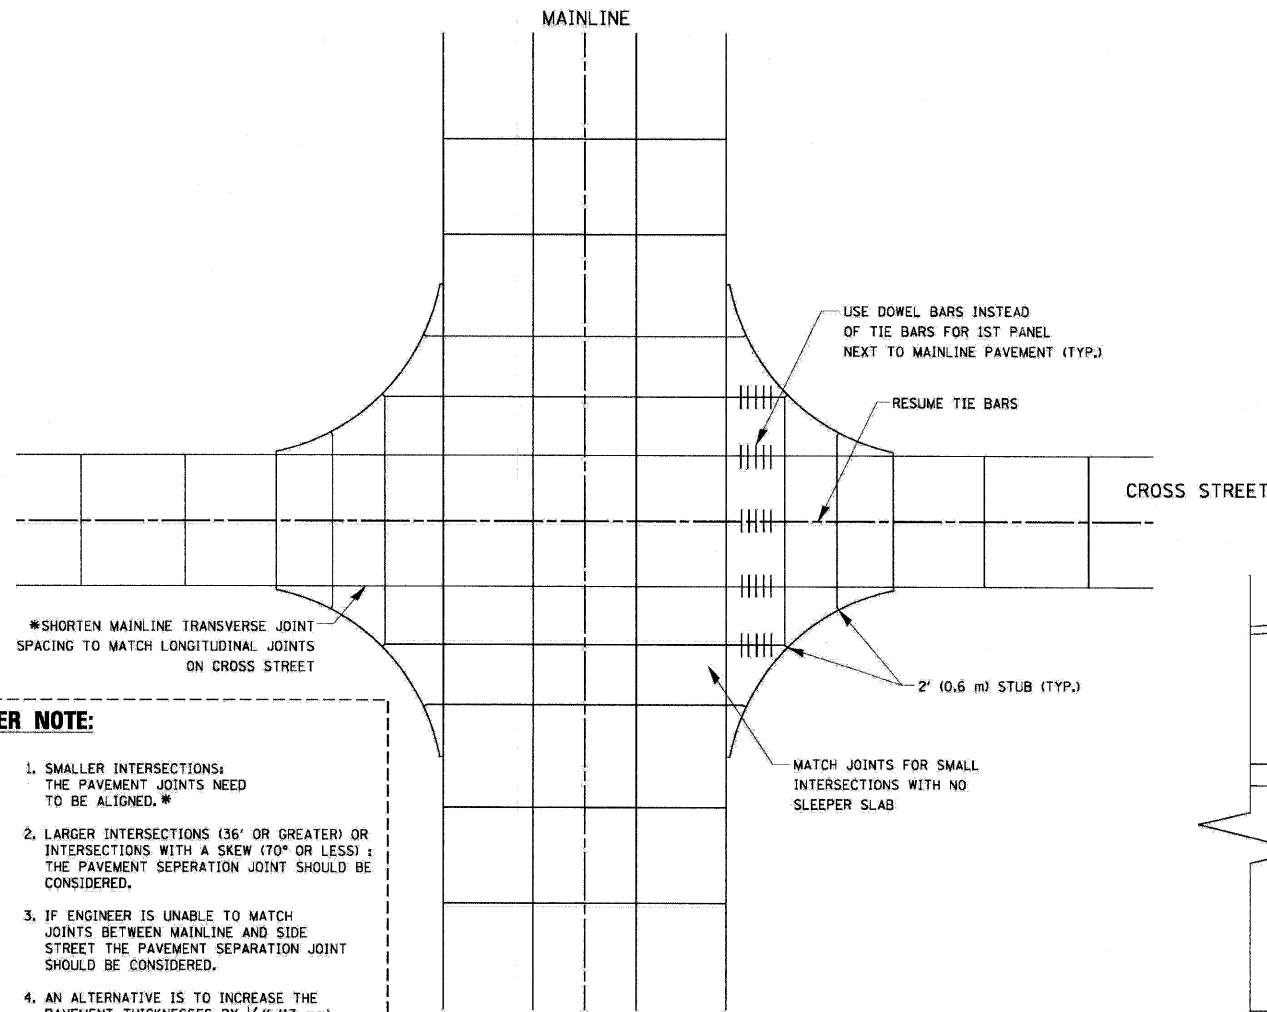 MAINLINE
USE DOWEL BARS INSTEAD
OF TIE BARS FOR 1ST PANEL
NEXT TO MAINLINE PAVEMENT (TYP.)
RESUME TIE BARS
CROSS STREET
*SHORTEN MAINLINE TRANSVERSE JOINT
SPACING TO MATCH LONGITUDINAL JOINTS
ON CROSS STREET
2' (0.6 m) STUB (TYP.)
MATCH JOINTS FOR SMALL
INTERSECTIONS WITH NO
SLEEPER SLAB
ER NOTE:
1. SMALLER INTERSECTIONS:
THE PAVEMENT JOINTS NEED
TO BE ALIGNED.*
2. LARGER INTERSECTIONS (36' OR GREATER) OR
INTERSECTIONS WITH A SKEW (70° OR LESS) :
THE PAVEMENT SEPERATION JOINT SHOULD BE
CONSIDERED.
3. IF ENGINEER IS UNABLE TO MATCH
JOINTS BETWEEN MAINLINE AND SIDE
STREET THE PAVEMENT SEPARATION JOINT
SHOULD BE CONSIDERED.
4. AN ALTERNATIVE IS TO INCREASE THE
PAVEMENT THICKNESSES BY